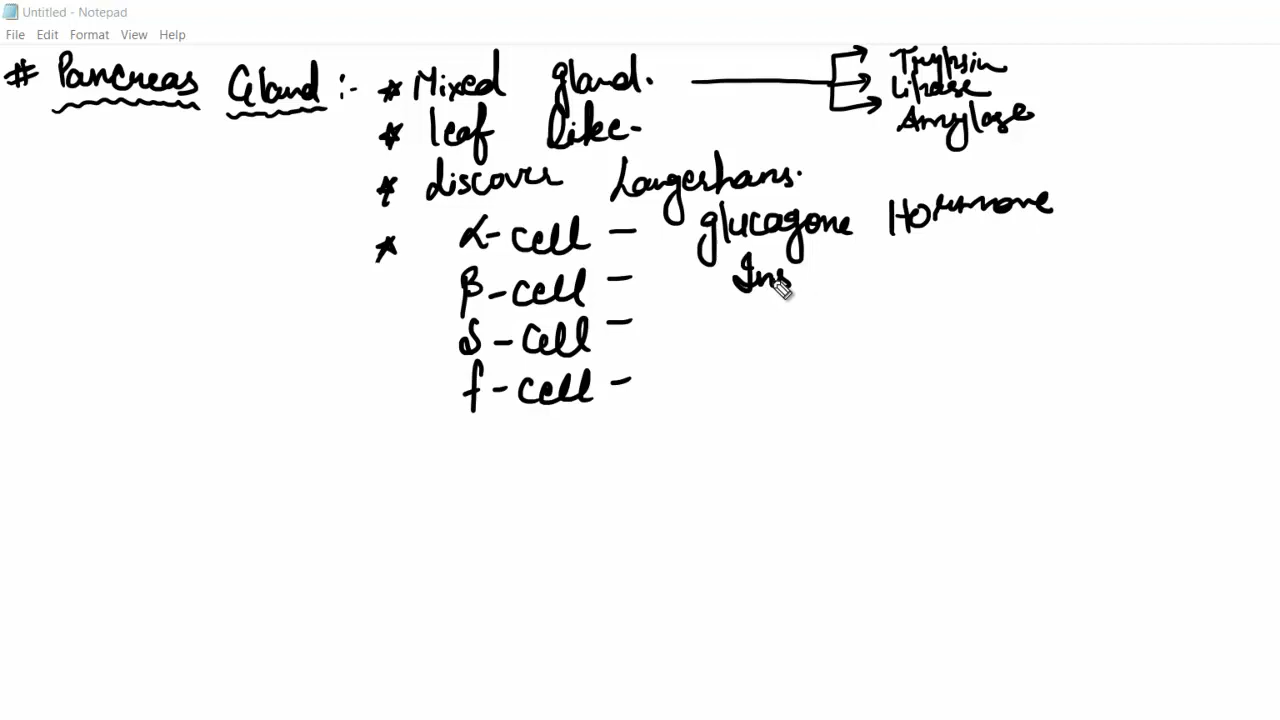 Untitled - Notepad
File Edit Format View Help
# Pancreas Gland :- * Mixed gland. Trypsin
Lipase
Amylase
* leaf like-
* discover Langerhans.
* α- cell - glucagone Hormone
β- cell - Ins
δ - cell -
f- cell -